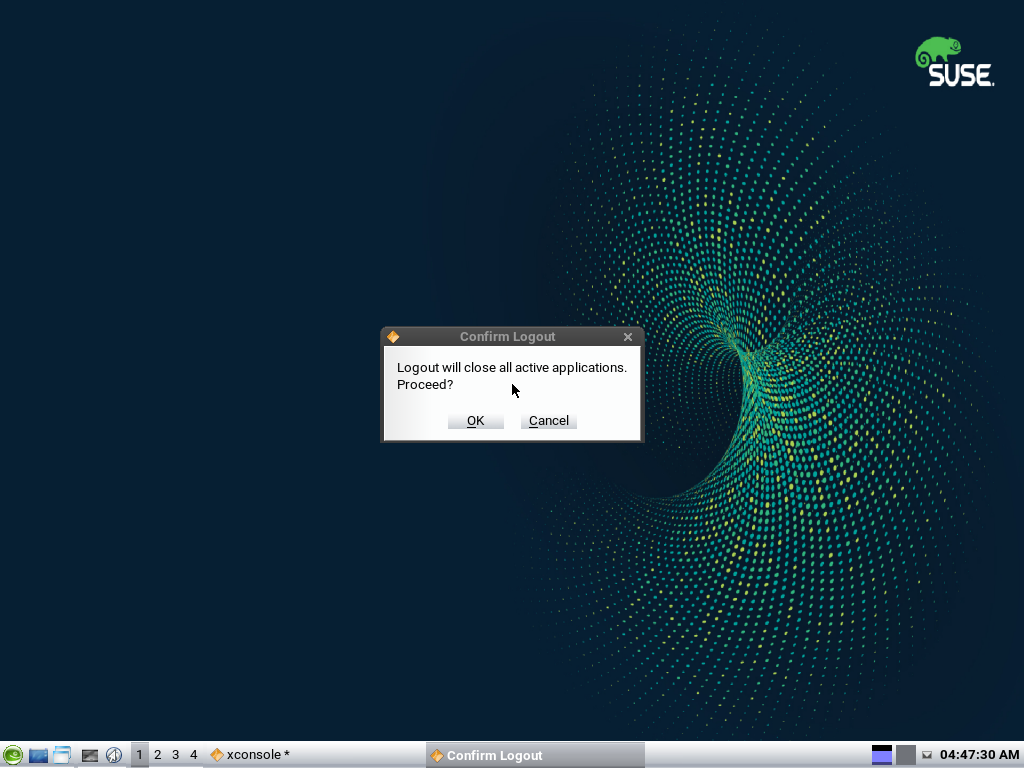 SUSE.
Confirm Logout
Logout will close all active applications.
Proceed?
OK
Cancel
1 2 3 4 xconsole * Confirm Logout 04:47:30 AM